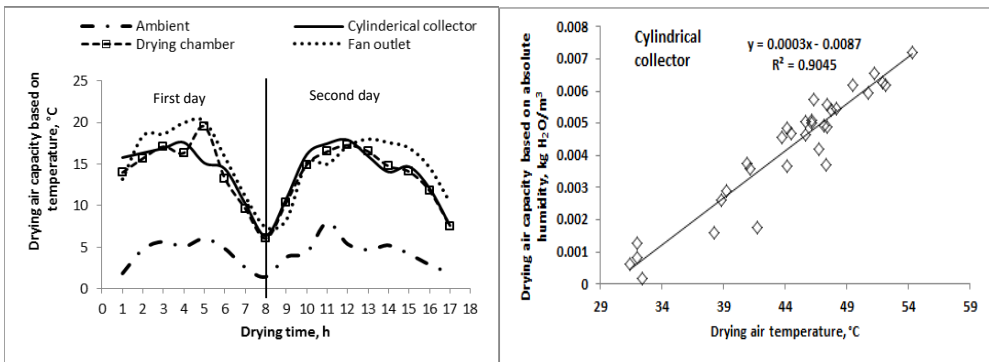 Ambient
Cylinderical collector
Drying chamber
Fan outlet
Drying air capacity based on
temperature, °C
25
20
15
10
5
0
First day
Second day
0 1 2 3 4 5 6 7 8 9 10 11 12 13 14 15 16 17 18
Drying time, h
Drying air capacity based on absolute
humidity, kg H₂O/m³
0.008
0.007
0.006
0.005
0.004
0.003
0.002
0.001
0
Cylindrical
collector
y = 0.0003x - 0.0087
R² = 0.9045
29 34 39 44 49 54 59
Drying air temperature, °C